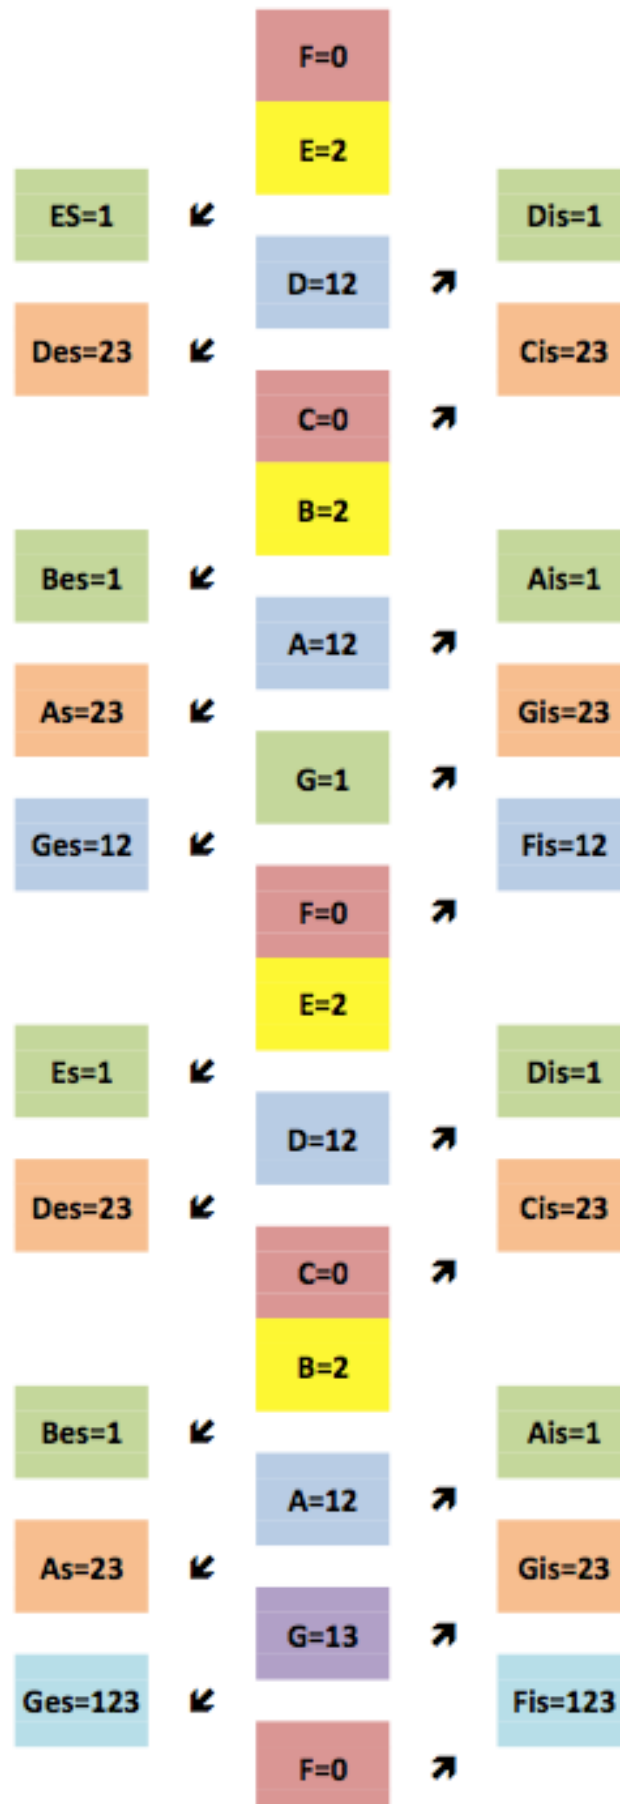 F=0
E=2
ES=1 Dis=1
D=12
Des=23 Cis=23
C=0
B=2
Bes=1 Ais=1
A=12
As=23 Gis=23
G=1
Ges=12 Fis=12
F=0
E=2
Es=1 Dis=1
D=12
Des=23 Cis=23
C=0
B=2
Bes=1 Ais=1
A=12
As=23 Gis=23
G=13
Ges=123 Fis=123
F=0